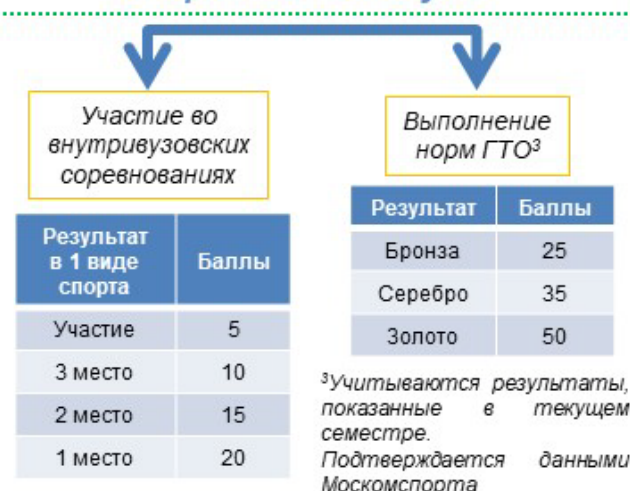 Участие во
внутривузовских
соревнованиях
Результат
в 1 виде
спорта
Баллы
Участие 5
3 место 10
2 место 15
1 место 20
Выполнение
норм ГТО³
Результат Баллы
Бронза 25
Серебро 35
Золото 50
³Учитываются результаты,
показанные в текущем
семестре.
Подтверждается данными
Москомспорта